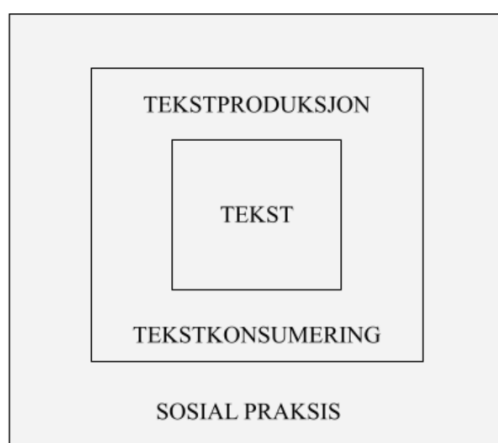 TEKSTPRODUKSJON
TEKST
TEKSTKONSUMERING
SOSIAL PRAKSIS